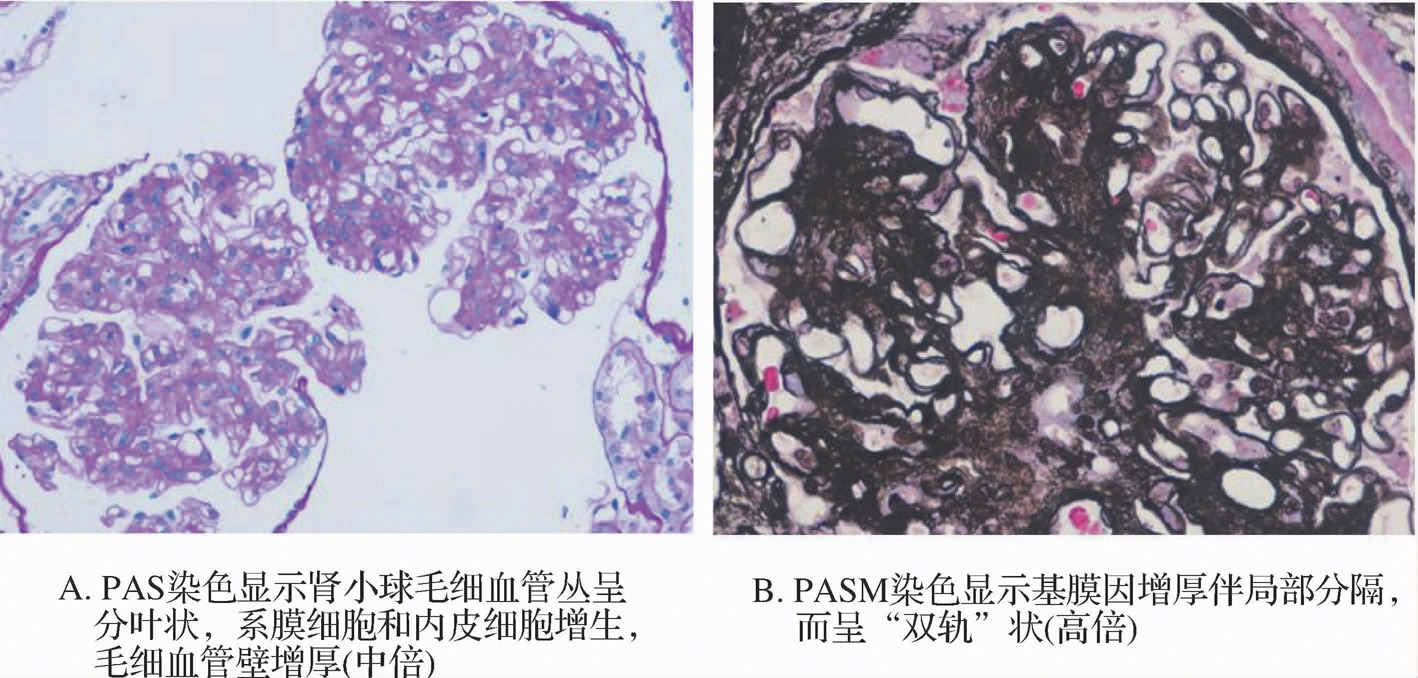 A. PAS染色显示肾小球毛细血管丛呈
分叶状，系膜细胞和内皮细胞增生，
毛细血管壁增厚(中倍)
B. PASM染色显示基膜因增厚伴局部分隔，
而呈“双轨”状(高倍)